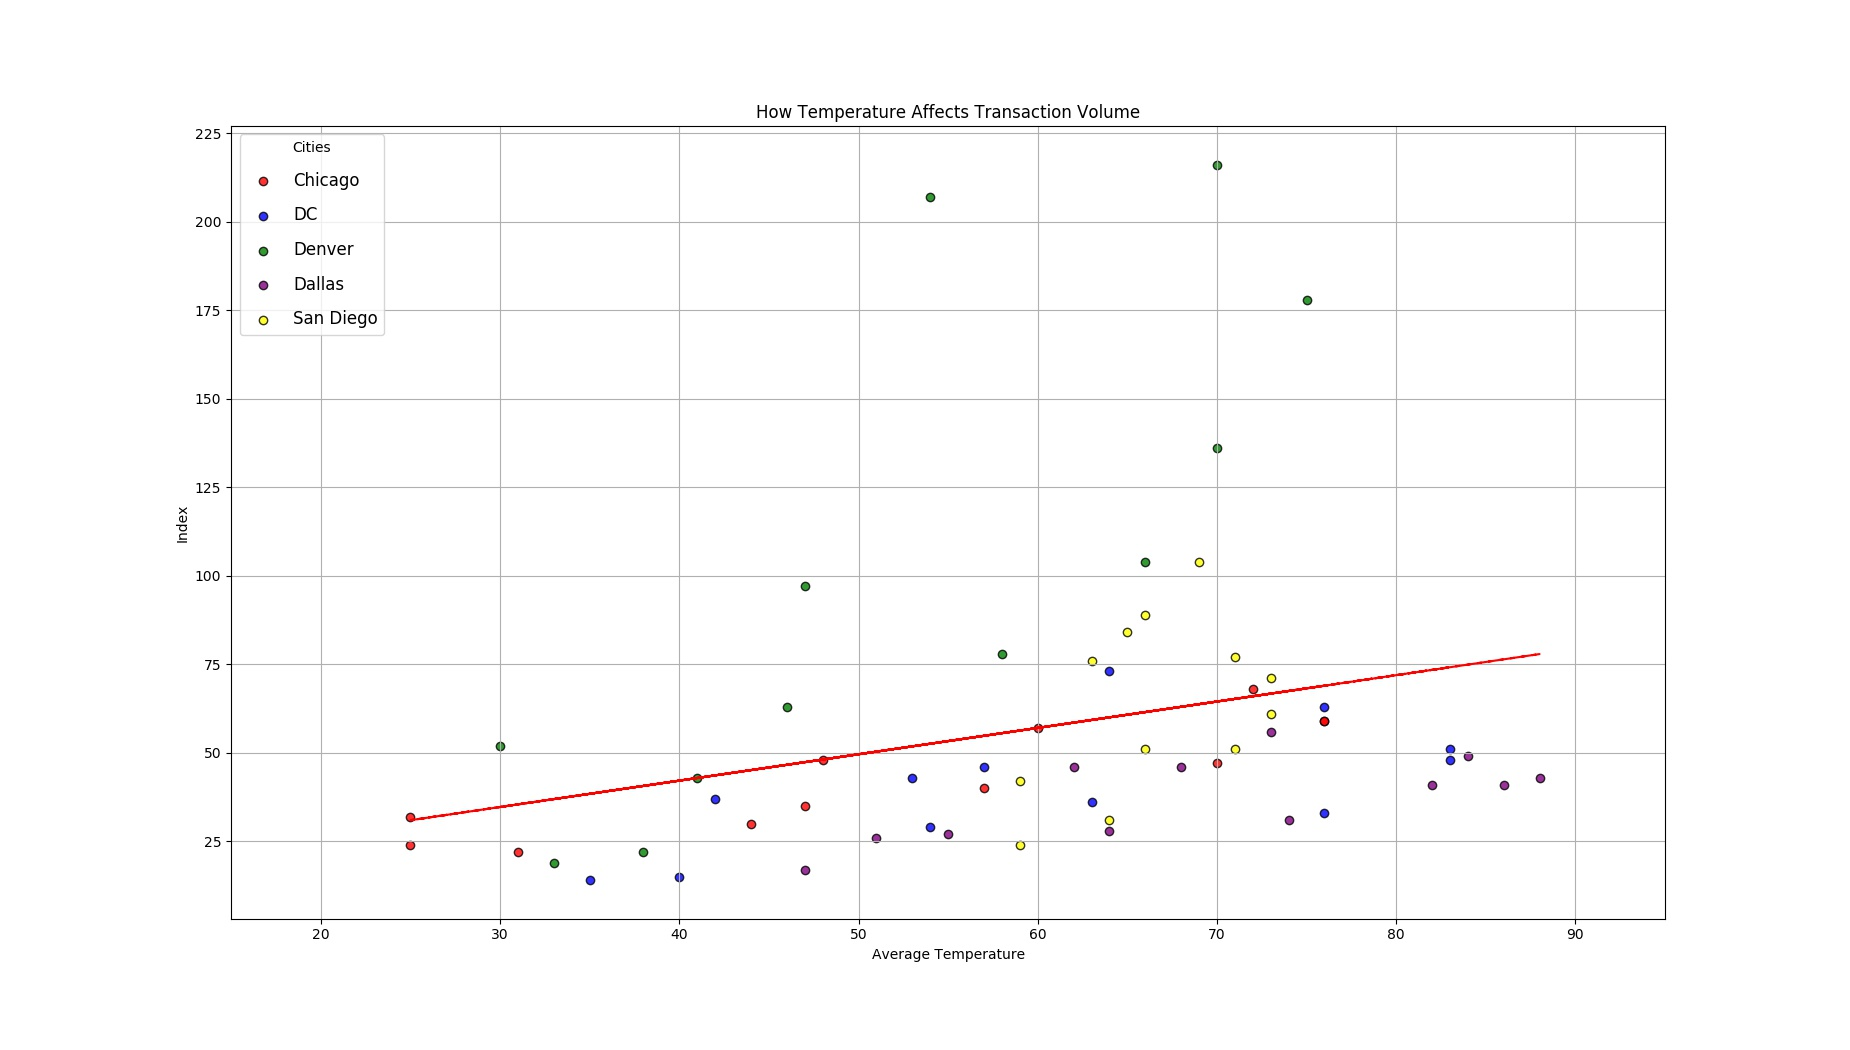 How Temperature Affects Transaction Volume
225
200
175
150
125
100
75
50
25
Index
Cities
Chicago
DC
Denver
Dallas
San Diego
20 30 40 50 60 70 80 90
Average Temperature